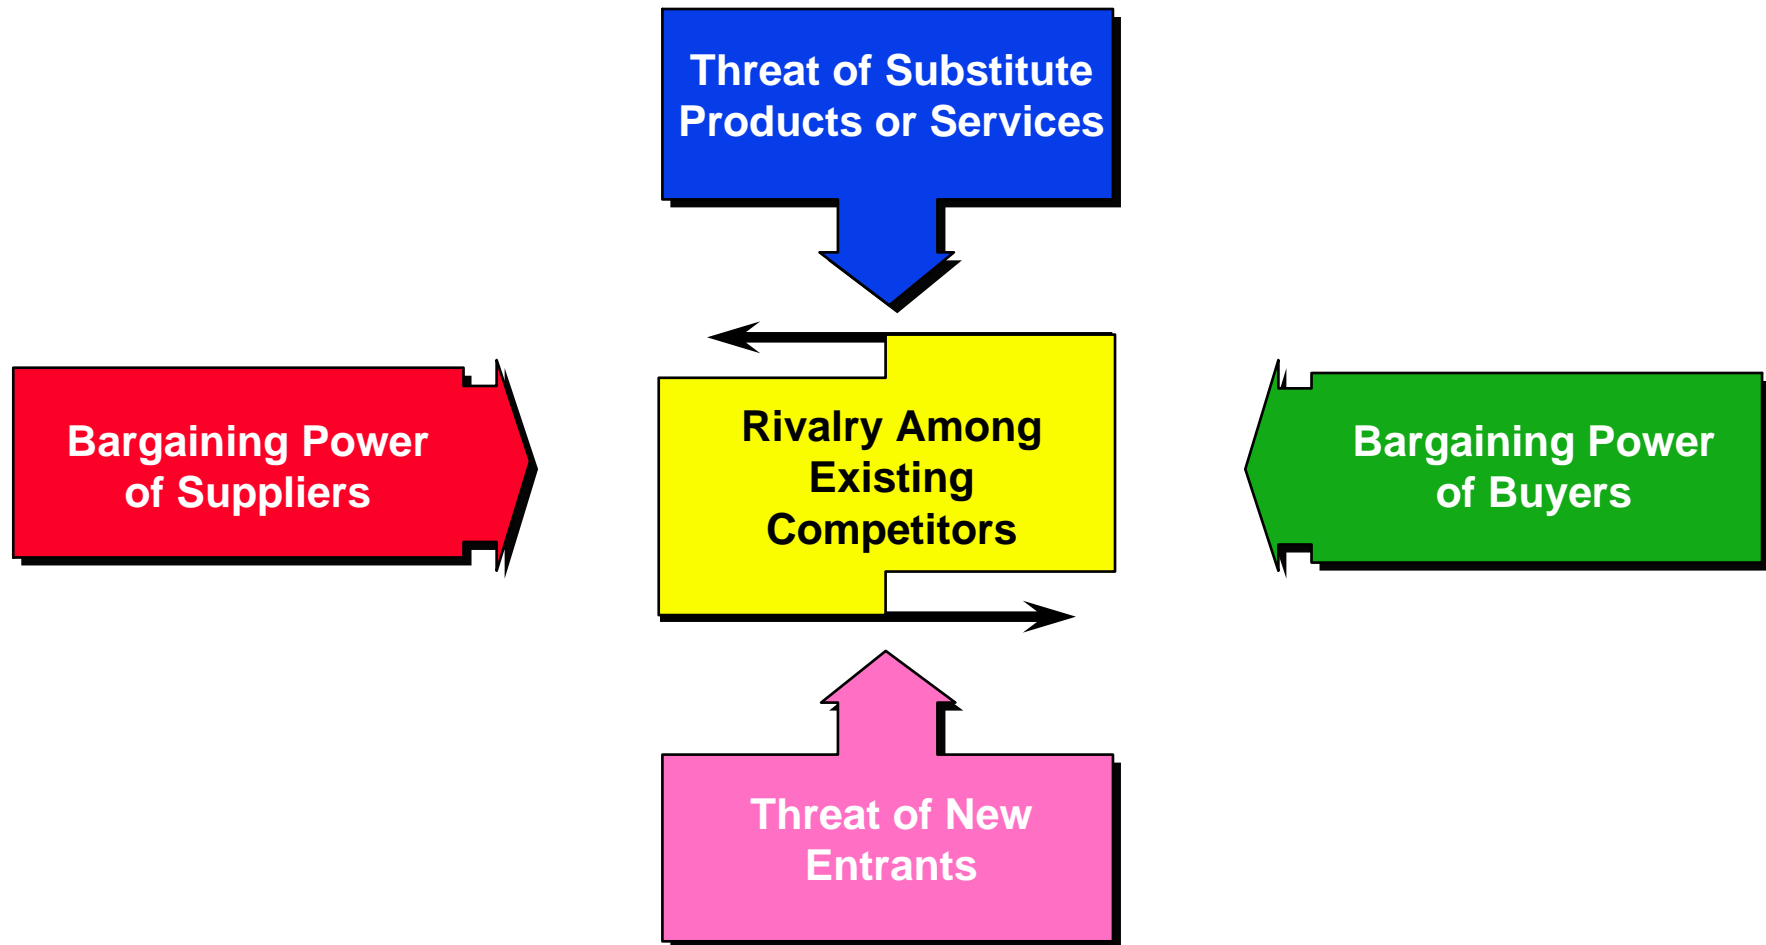 Threat of Substitute
Products or Services
Bargaining Power
of Suppliers
Rivalry Among
Existing
Competitors
Bargaining Power
of Buyers
Threat of New
Entrants